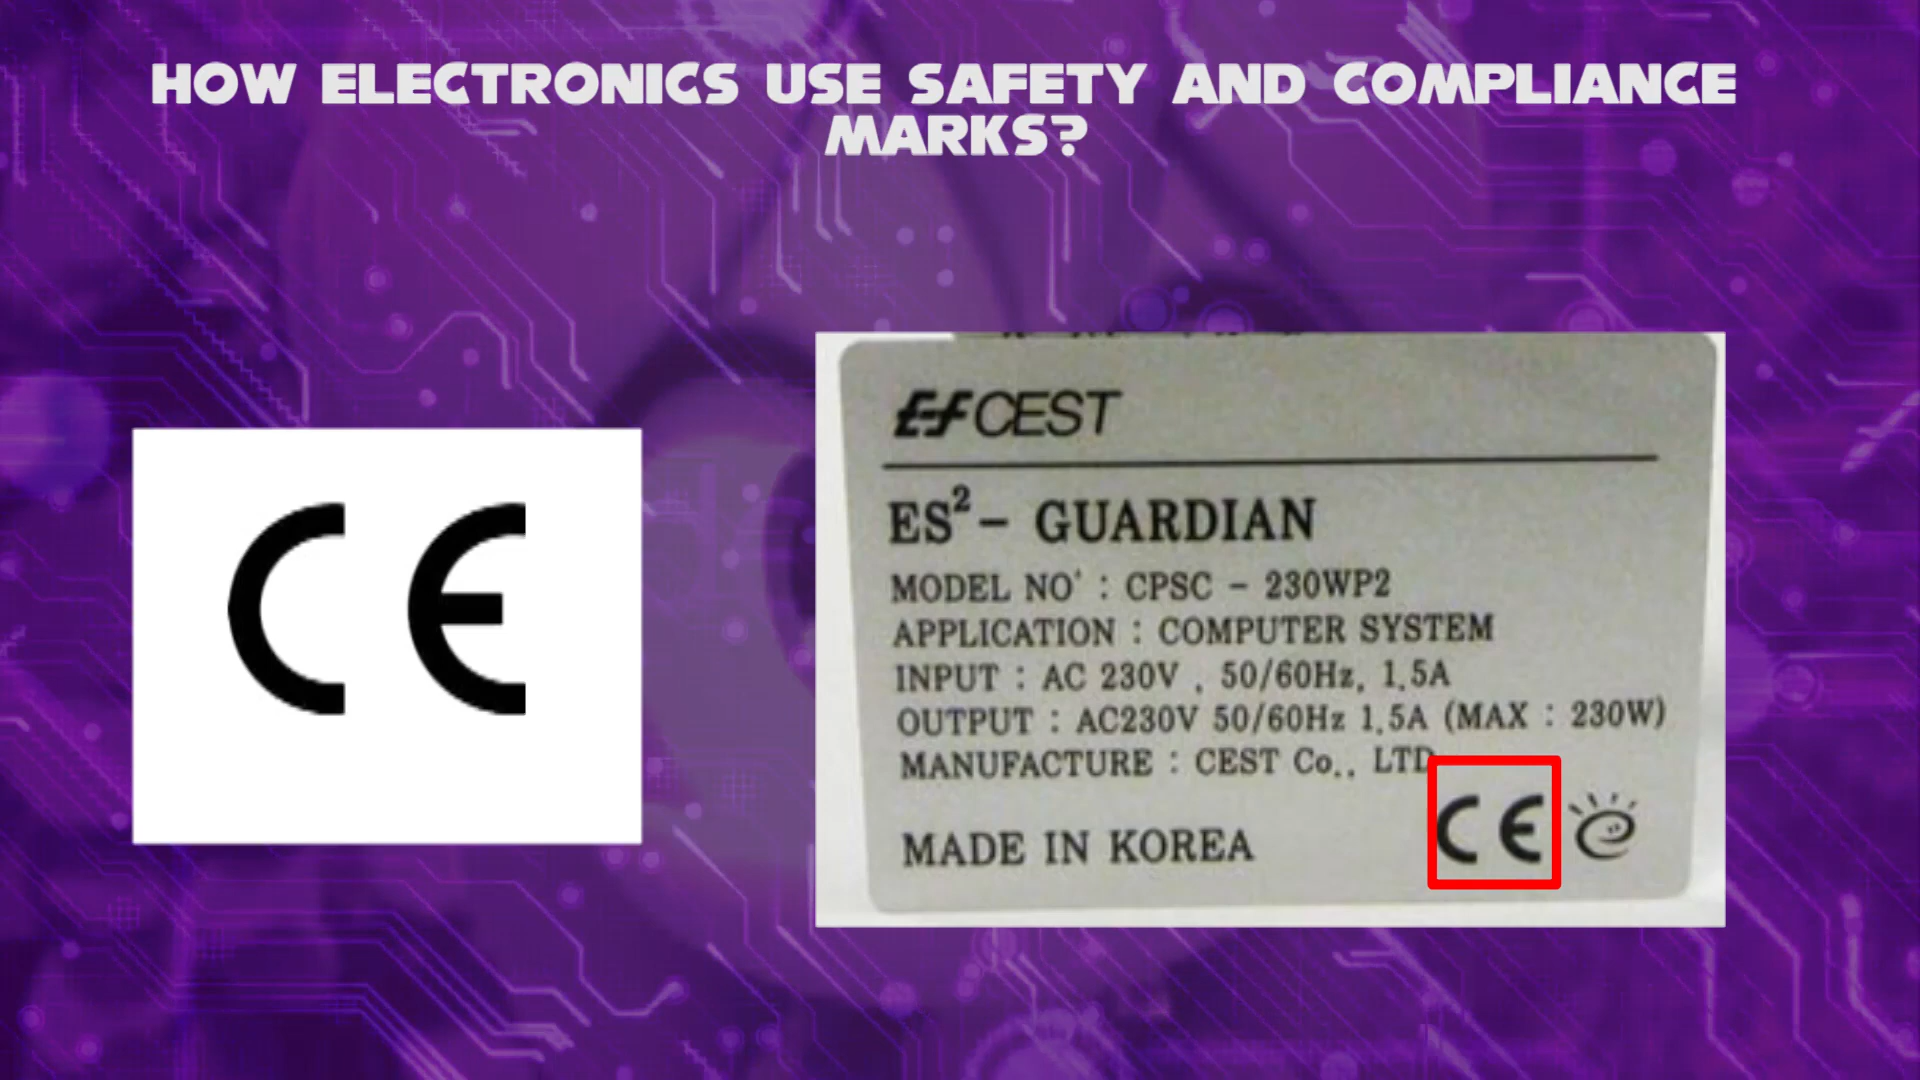 HOW ELECTRONICS USE SAFETY AND COMPLIANCE
MARKS?
CE
EF CEST
ES² - GUARDIAN
MODEL NO' : CPSC - 230WP2
APPLICATION : COMPUTER SYSTEM
INPUT : AC 230V , 50/60Hz, 1.5A
OUTPUT : AC230V 50/60Hz 1.5A (MAX : 230W)
MANUFACTURE : CEST Co., LTD
MADE IN KOREA
CE